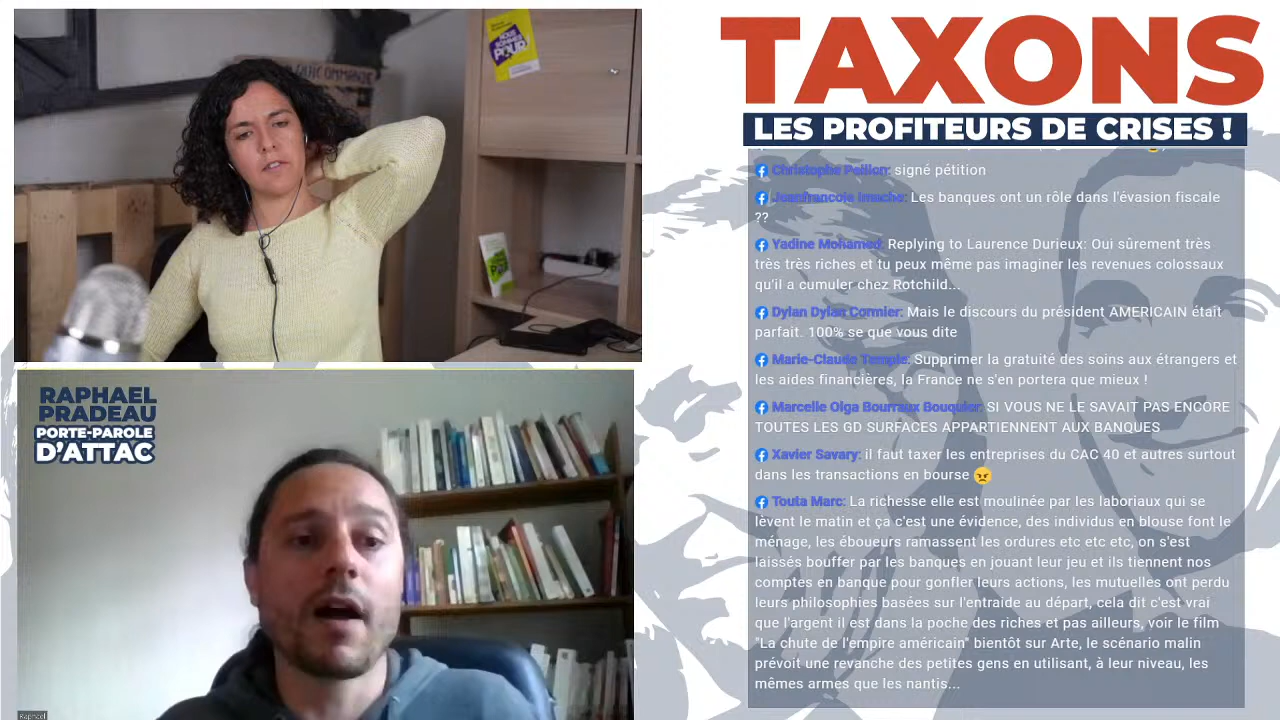 NOUS
SOMMES
POUR
TAXONS
LES PROFITEURS DE CRISES !
Christophe Peillon: signé pétition
Les banques ont un rôle dans l'évasion fiscale
??
Yadine Mohamed: Replying to Laurence Durieux: Oui sûrement très
très très riches et tu peux même pas imaginer les revenues colossaux
qu'il a cumuler chez Rotchild...
Dylan Dylan Cormier: Mais le discours du président AMERICAIN était
parfait. 100% se que vous dite
Marie-Claude Temple: Supprimer la gratuité des soins aux étrangers et
les aides financières, la France ne s'en portera que mieux !
Marcelle Olga Bourraux Bouquier: SI VOUS NE LE SAVAIT PAS ENCORE
TOUTES LES GD SURFACES APPARTIENNENT AUX BANQUES
Xavier Savary: il faut taxer les entreprises du CAC 40 et autres surtout
dans les transactions en bourse 😠
Touta Marc: La richesse elle est moulinée par les laboriaux qui se
lèvent le matin et ça c'est une évidence, des individus en blouse font le
ménage, les éboueurs ramassent les ordures etc etc etc, on s'est
laissés bouffer par les banques en jouant leur jeu et ils tiennent nos
comptes en banque pour gonfler leurs actions, les mutuelles ont perdu
leurs philosophies basées sur l'entraide au départ, cela dit c'est vrai
que l'argent il est dans la poche des riches et pas ailleurs, voir le film
"La chute de l'empire américain" bientôt sur Arte, le scénario malin
prévoit une revanche des petites gens en utilisant, à leur niveau, les
mêmes armes que les nantis...
RAPHAEL
PRADEAU
PORTE-PAROLE
D'ATTAC
Raphael